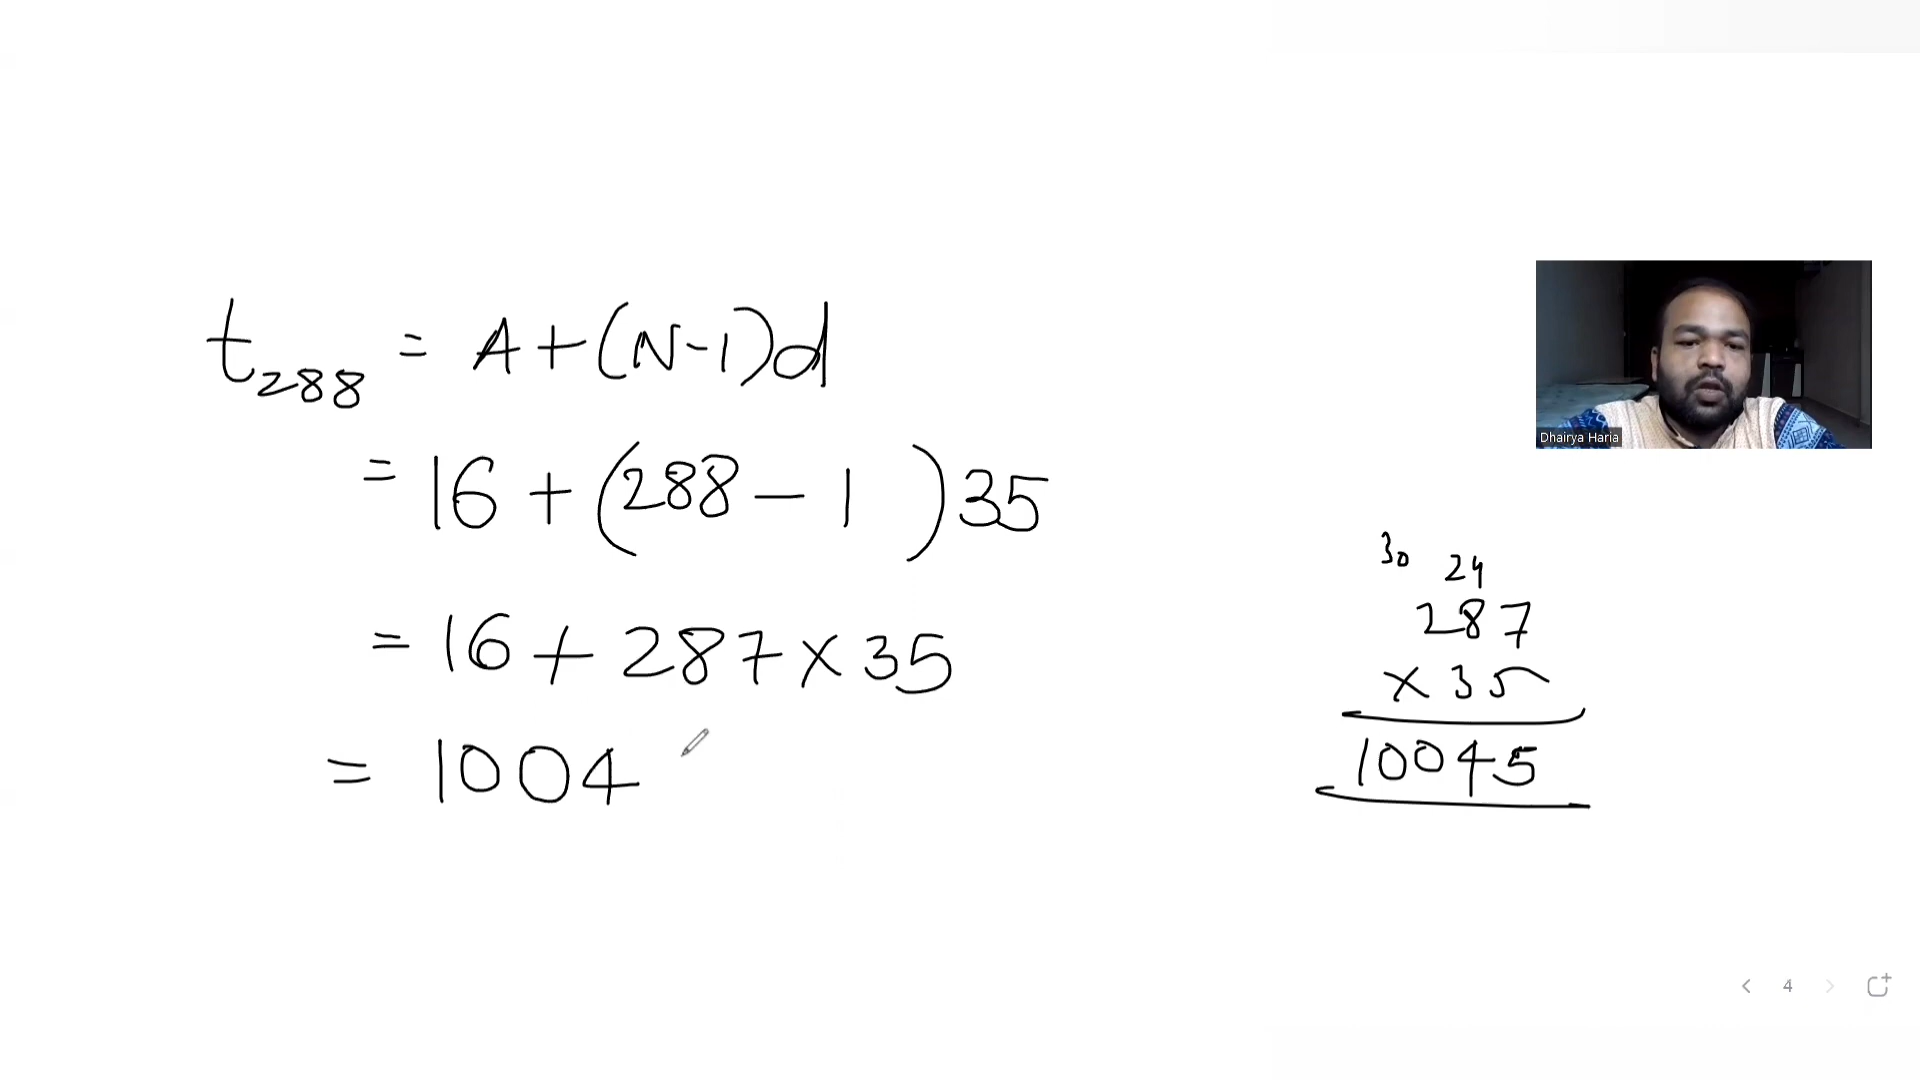 t₂₈₈ = A+(N-1)d
= 16 + (288 - 1 ) 35
= 16 + 287 × 35
= 1004
Dhairya Haria
30 24
287
× 35
10045
4